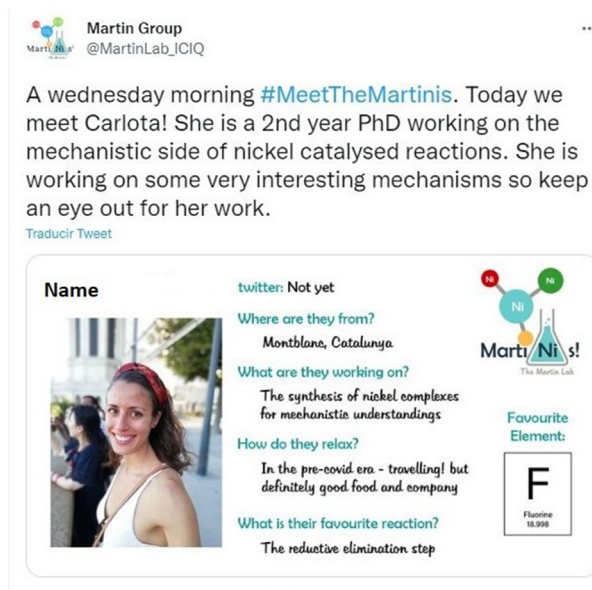 Martin Group
@MartinLab_ICIQ
A wednesday morning #MeetTheMartinis. Today we
meet Carlota! She is a 2nd year PhD working on the
mechanistic side of nickel catalysed reactions. She is
working on some very interesting mechanisms so keep
an eye out for her work.
Traducir Tweet
Name
twitter: Not yet
Where are they from?
Montblanc, Catalunya
What are they working on?
The synthesis of nickel complexes
for mechanistic understandings
How do they relax?
In the pre-covid era - travelling! but
definitely good food and company
What is their favourite reaction?
The reductive elimination step
Ni
Ni
Ni
Marti Ni s!
The Martin Lab
Favourite
Element:
F
Fluorine
18.998